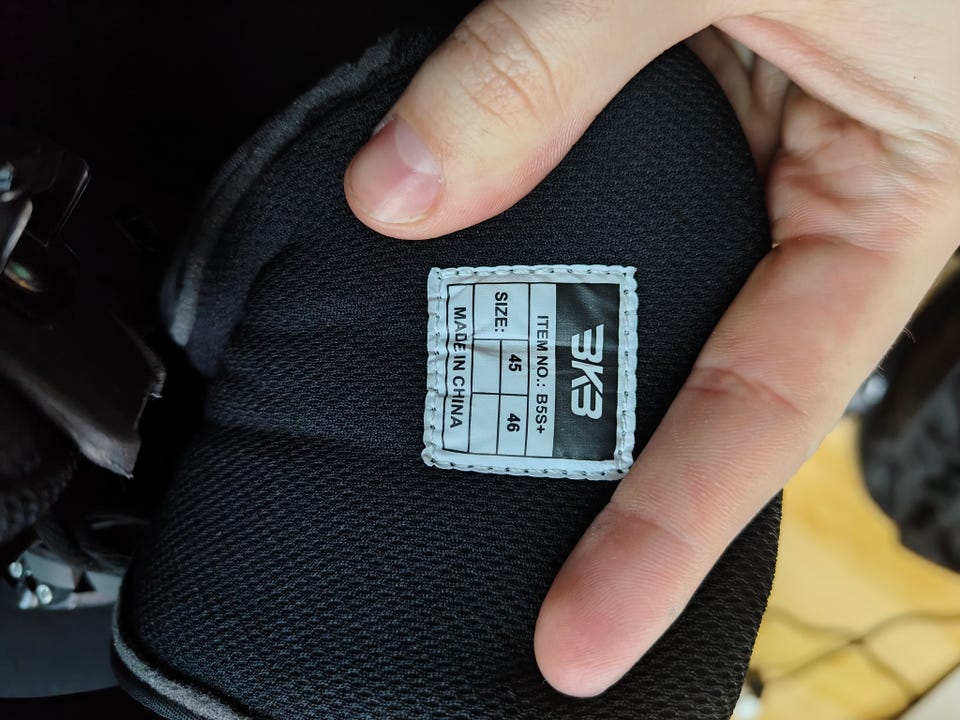 BKB
ITEM NO.: B5S+
SIZE: 45 46
MADE IN CHINA